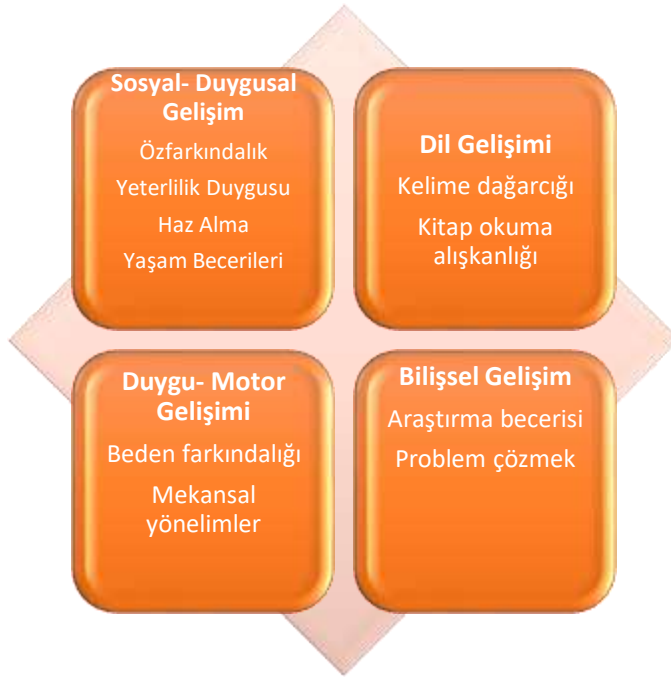 Sosyal- Duygusal
Gelişim
Özfarkındalık
Yeterlilik Duygusu
Haz Alma
Yaşam Becerileri
Dil Gelişimi
Kelime dağarcığı
Kitap okuma
alışkanlığı
Duygu- Motor
Gelişimi
Beden farkındalığı
Mekansal
yönelimler
Bilişsel Gelişim
Araştırma becerisi
Problem çözmek